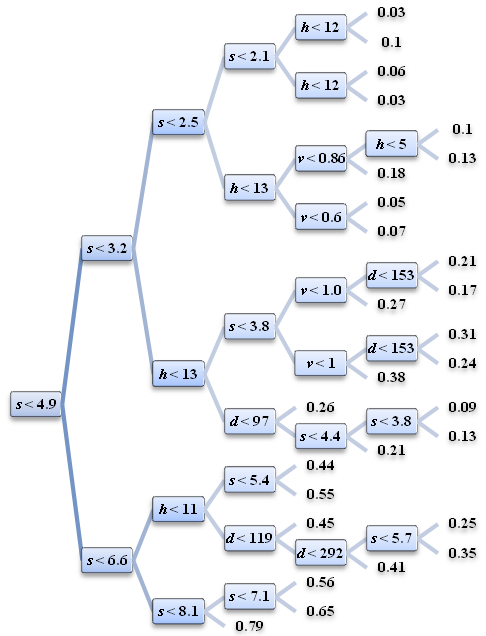 0.03
h < 12
0.1
s < 2.1
0.06
h < 12
0.03
s < 2.5
0.1
h < 5
0.13
v < 0.86
0.18
h < 13
0.05
v < 0.6
0.07
s < 3.2
0.21
d < 153
0.17
v < 1.0
0.27
s < 3.8
0.31
d < 153
0.24
v < 1
0.38
h < 13
0.26
d < 97
0.09
s < 3.8
0.13
s < 4.4
0.21
s < 4.9
0.44
s < 5.4
0.55
h < 11
0.45
d < 119
0.25
s < 5.7
0.35
d < 292
0.41
s < 6.6
0.56
s < 7.1
0.65
s < 8.1
0.79